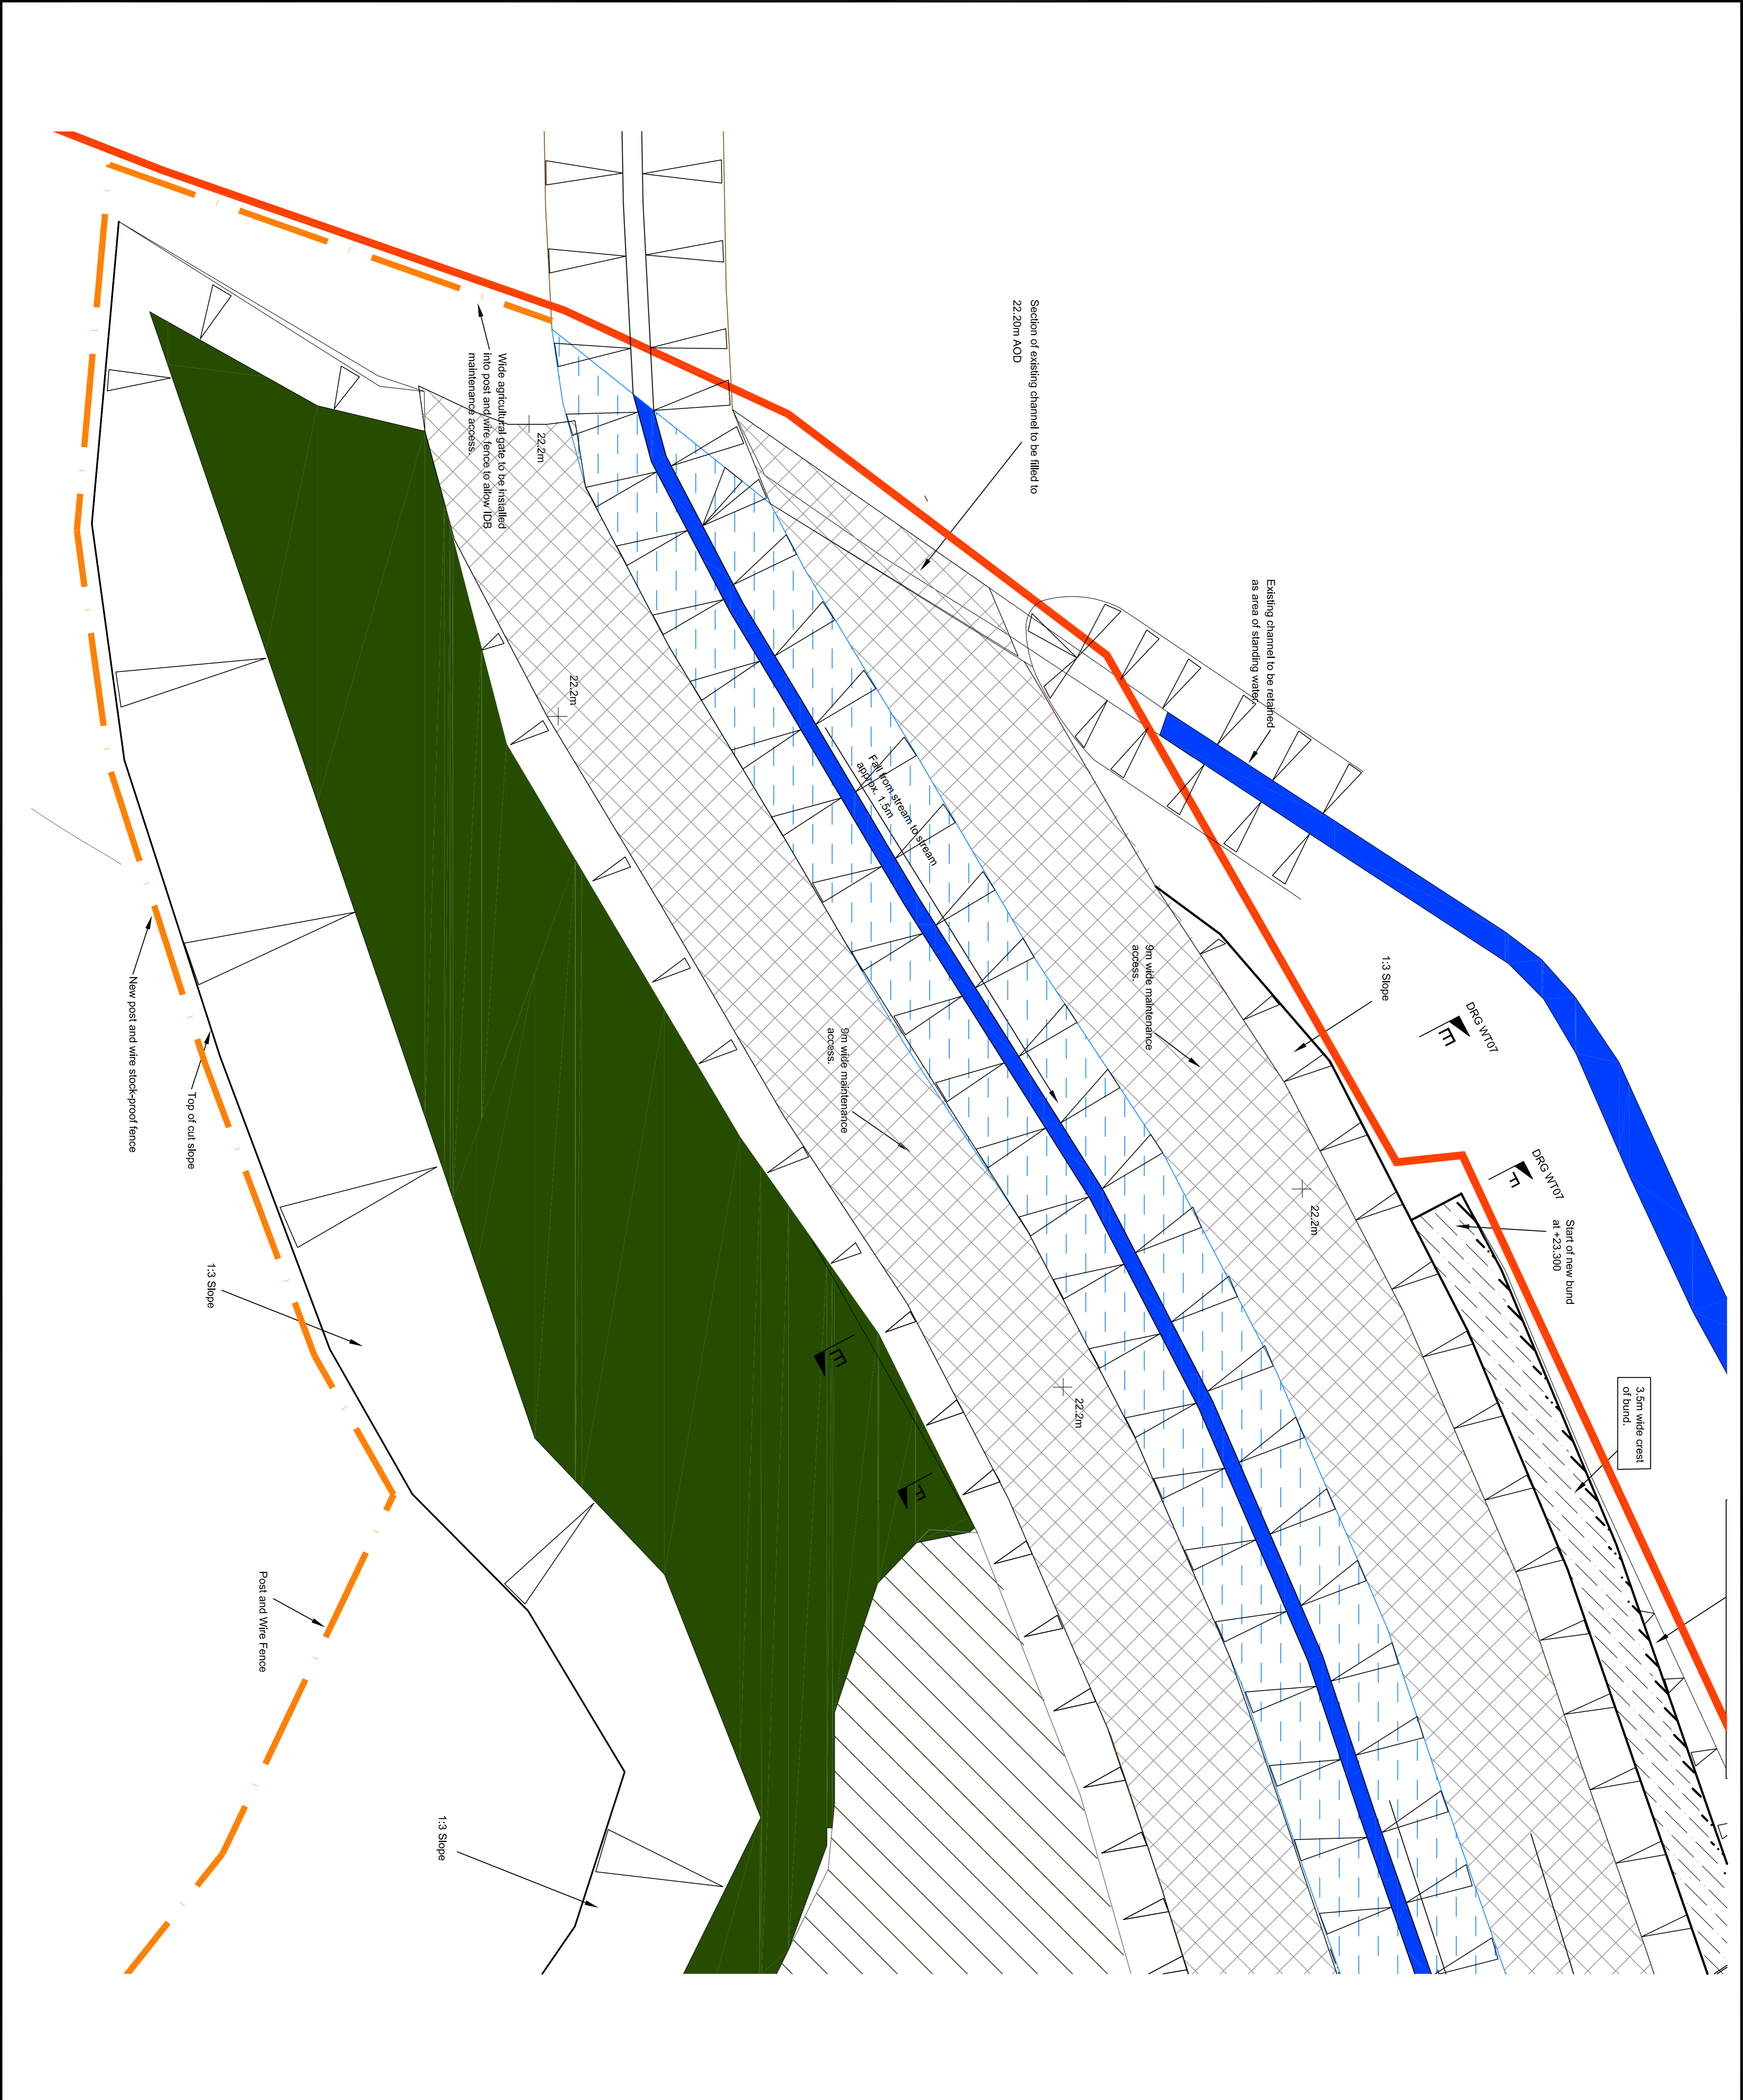 Section of existing channel to be filled to
22.20m AOD
Wide agricultural gate to be installed
into post and wire fence to allow IDB
maintenance access.
22.2m
Existing channel to be retained
as area of standing water.
22.2m
Fall from stream to stream
approx. 1.5m
9m wide maintenance
access.
1:3 Slope
DRG WT07
E
9m wide maintenance
access.
New post and wire stock-proof fence
Top of cut slope
DRG WT07
E
22.2m
Start of new bund
at +23.300
1:3 Slope
E
22.2m
3.5m wide crest
of bund.
E
Post and Wire Fence
1:3 Slope